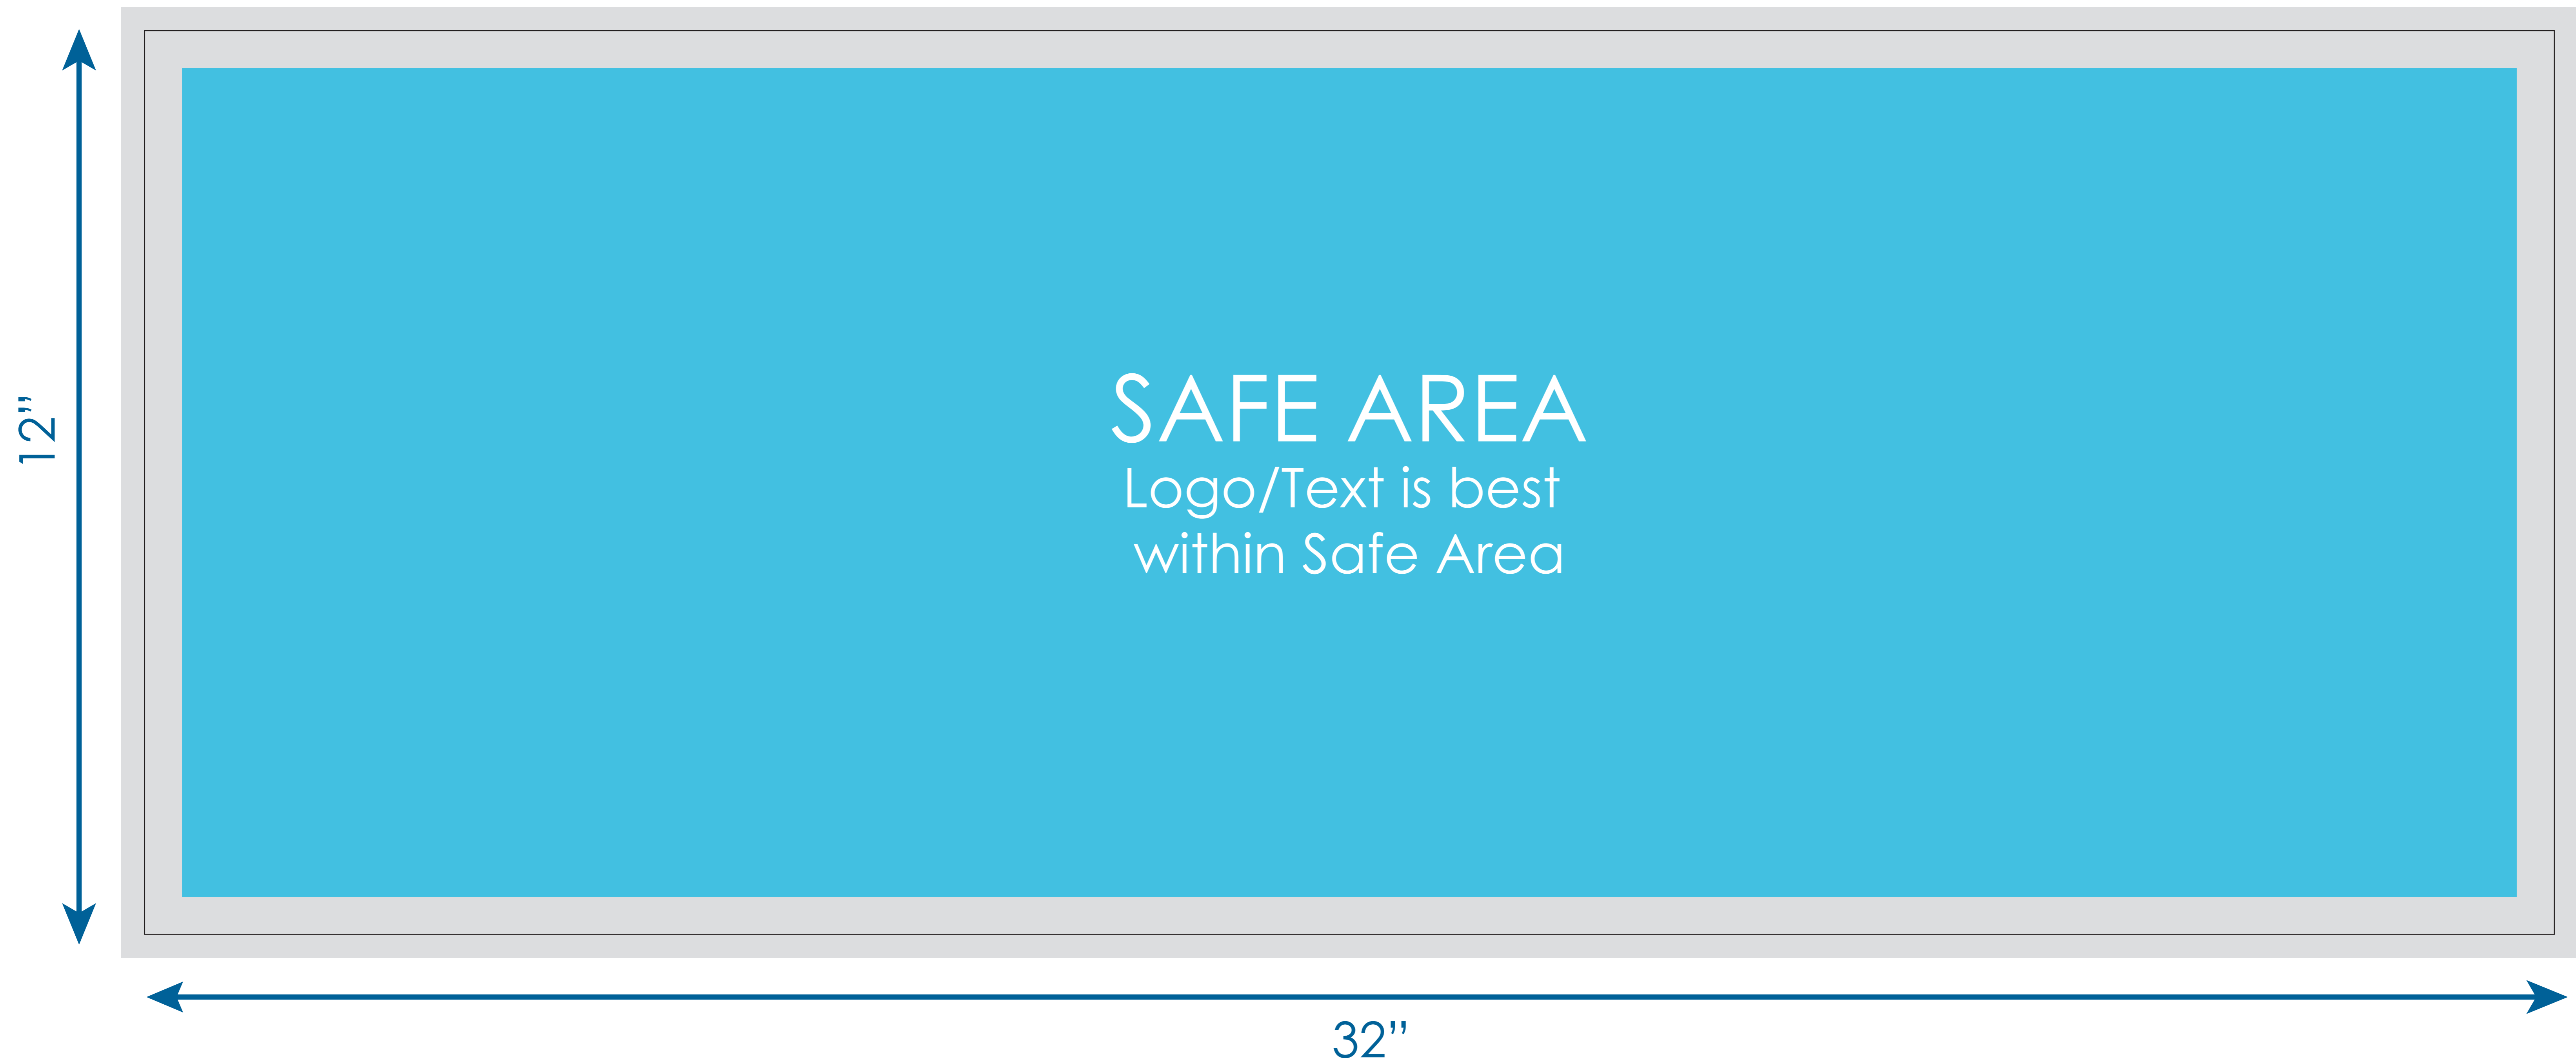 12”
SAFE AREA
Logo/Text is best
within Safe Area
32”